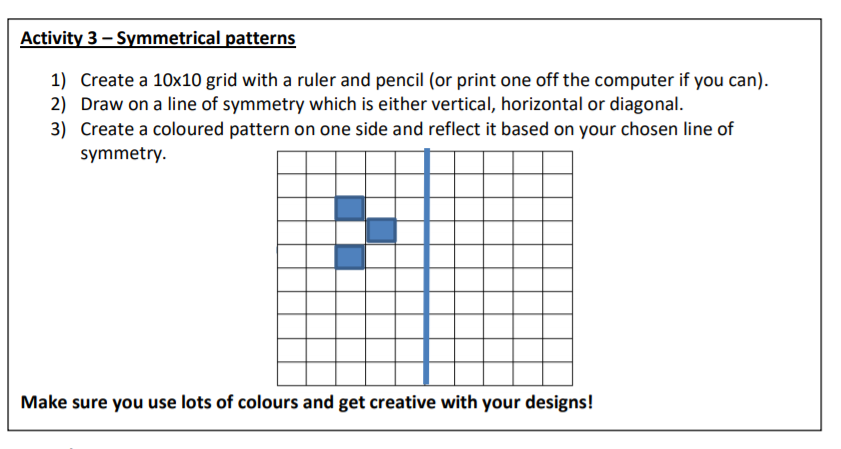 Activity 3 – Symmetrical patterns
1) Create a 10x10 grid with a ruler and pencil (or print one off the computer if you can).
2) Draw on a line of symmetry which is either vertical, horizontal or diagonal.
3) Create a coloured pattern on one side and reflect it based on your chosen line of
symmetry.
Make sure you use lots of colours and get creative with your designs!